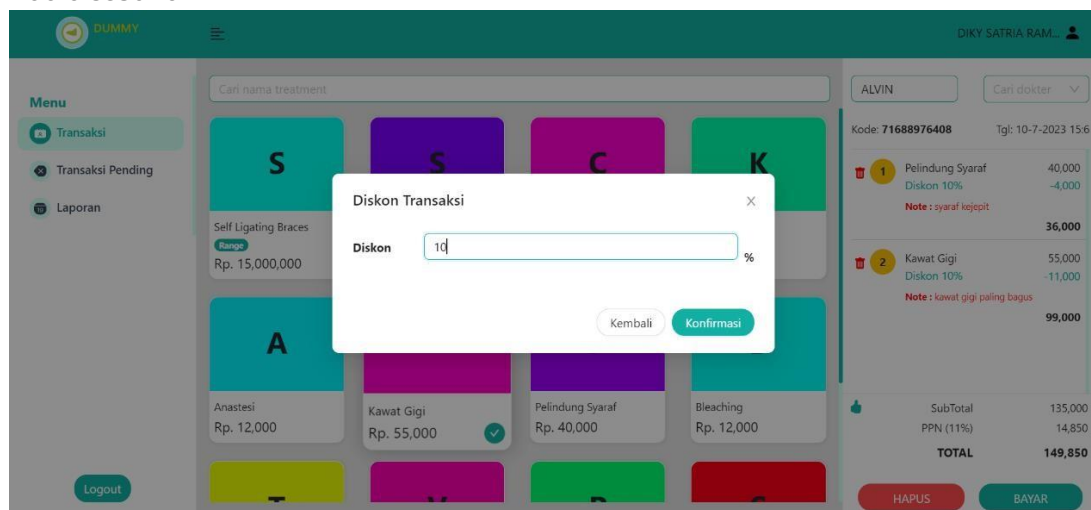 DUMMY
DIKY SATRIA RAM...
Menu
Transaksi
Transaksi Pending
Laporan
Logout
Cari nama treatment
S
S
C
K
Self Ligating Braces
Range
Rp. 15,000,000
Diskon Transaksi
Diskon
10
%
Kembali
Konfirmasi
A
Anastesi
Rp. 12,000
Kawat Gigi
Rp. 55,000
Pelindung Syaraf
Rp. 40,000
Bleaching
Rp. 12,000
ALVIN
Cari dokter
Kode: 71688976408 Tgl: 10-7-2023 15:6
1 Pelindung Syaraf 40,000
Diskon 10% -4,000
Note : syaraf kejepit
36,000
2 Kawat Gigi 55,000
Diskon 10% -11,000
Note : kawat gigi paling bagus
99,000
SubTotal 135,000
PPN (11%) 14,850
TOTAL 149,850
HAPUS
BAYAR